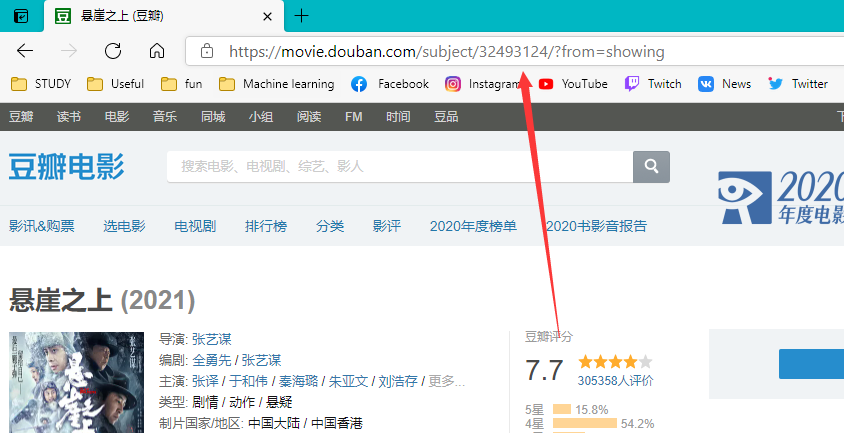 悬崖之上 (豆瓣)
https://movie.douban.com/subject/32493124/?from=showing
STUDY Useful fun Machine learning Facebook Instagram YouTube Twitch News Twitter
豆瓣 读书 电影 音乐 同城 小组 阅读 FM 时间 豆品
豆瓣电影
搜索电影、电视剧、综艺、影人
2020
年度电影
影讯&购票 选电影 电视剧 排行榜 分类 影评 2020年度榜单 2020书影音报告
悬崖之上 (2021)
张艺谋
悬崖之上
导演: 张艺谋
编剧: 全勇先 / 张艺谋
主演: 张译 / 于和伟 / 秦海璐 / 朱亚文 / 刘浩存 / 更多...
类型: 剧情 / 动作 / 悬疑
制片国家/地区: 中国大陆 / 中国香港
豆瓣评分
7.7
305358人评价
5星 15.8%
4星 54.2%